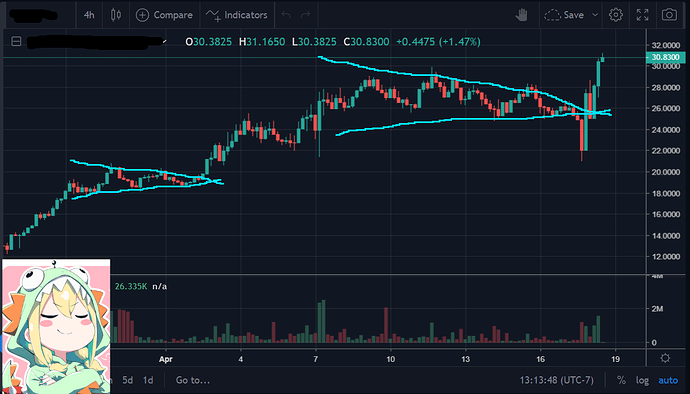 4h Compare Indicators Save
O30.3825 H31.1650 L30.3825 C30.8300 +0.4475 (+1.47%)
32.0000
30.8300
30.0000
28.0000
26.0000
24.0000
22.0000
20.0000
18.0000
16.0000
14.0000
12.0000
26.335K n/a
4M
2M
0
Apr 4 7 10 13 16 19
5d 1d Go to... 13:13:48 (UTC-7) % log auto